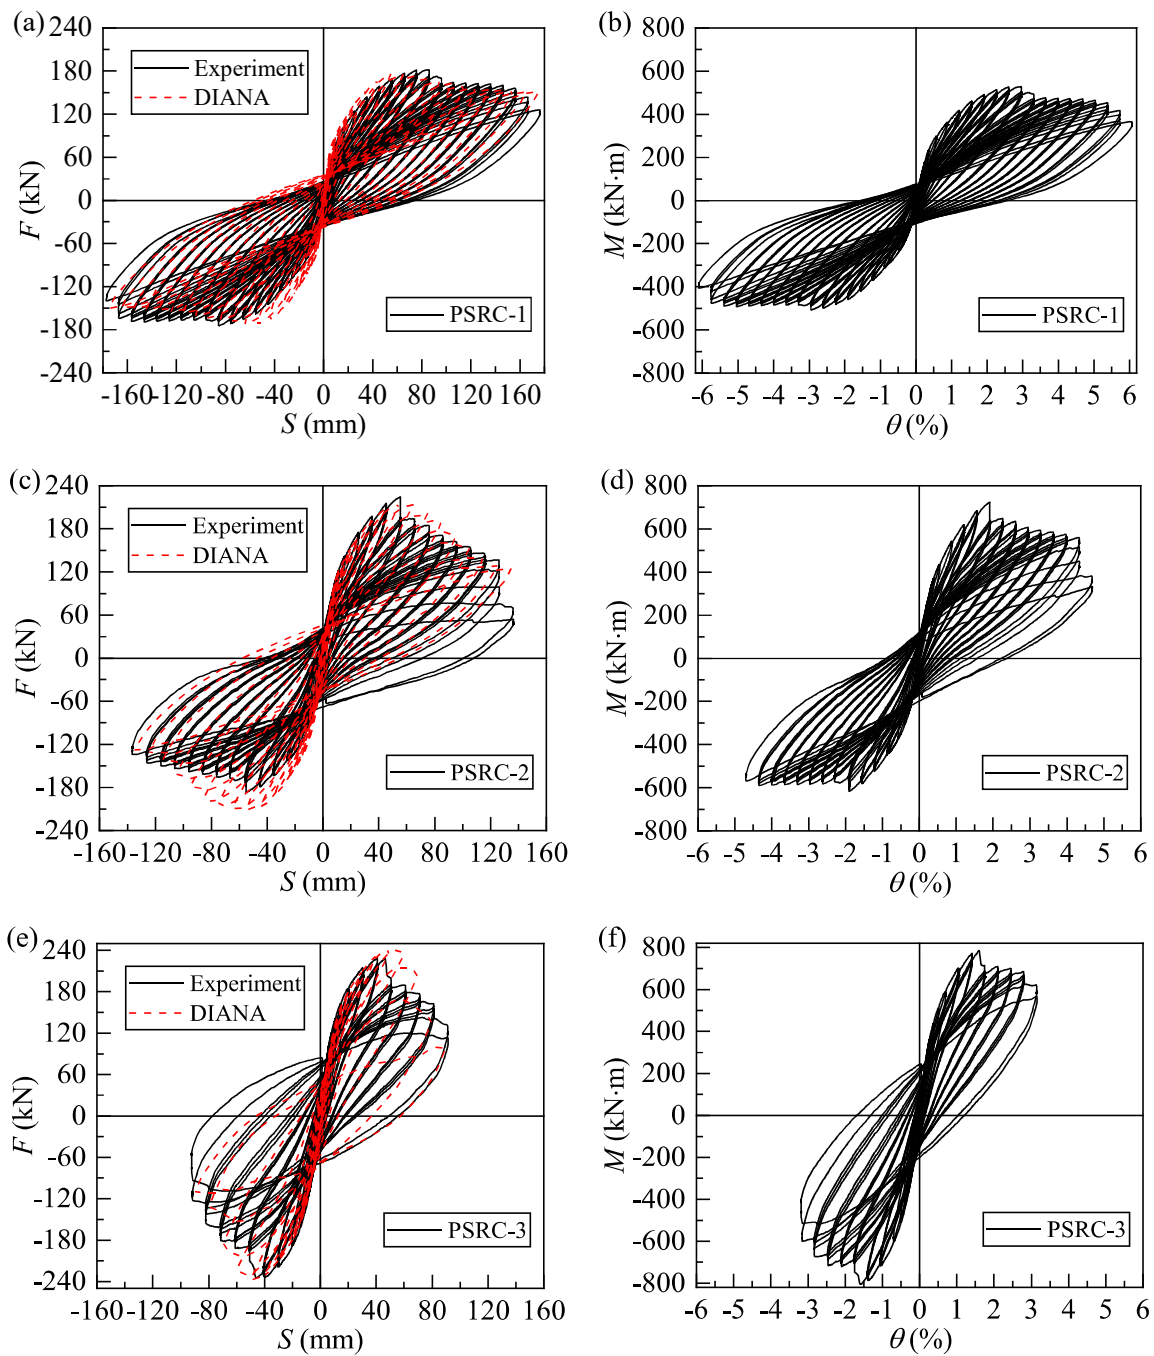 (a)
240
180
120
60
0
-60
-120
-180
-240
F (kN)
Experiment
DIANA
PSRC-1
-160 -120 -80 -40 0 40 80 120 160
S (mm)
(b)
800
600
400
200
0
-200
-400
-600
-800
M (kN·m)
PSRC-1
-6 -5 -4 -3 -2 -1 0 1 2 3 4 5 6
θ (%)
(c)
240
180
120
60
0
-60
-120
-180
-240
F (kN)
Experiment
DIANA
PSRC-2
-160 -120 -80 -40 0 40 80 120 160
S (mm)
(d)
800
600
400
200
0
-200
-400
-600
-800
M (kN·m)
PSRC-2
-6 -5 -4 -3 -2 -1 0 1 2 3 4 5 6
θ (%)
(e)
240
180
120
60
0
-60
-120
-180
-240
F (kN)
Experiment
DIANA
PSRC-3
-160 -120 -80 -40 0 40 80 120 160
S (mm)
(f)
800
600
400
200
0
-200
-400
-600
-800
M (kN·m)
PSRC-3
-6 -5 -4 -3 -2 -1 0 1 2 3 4 5 6
θ (%)